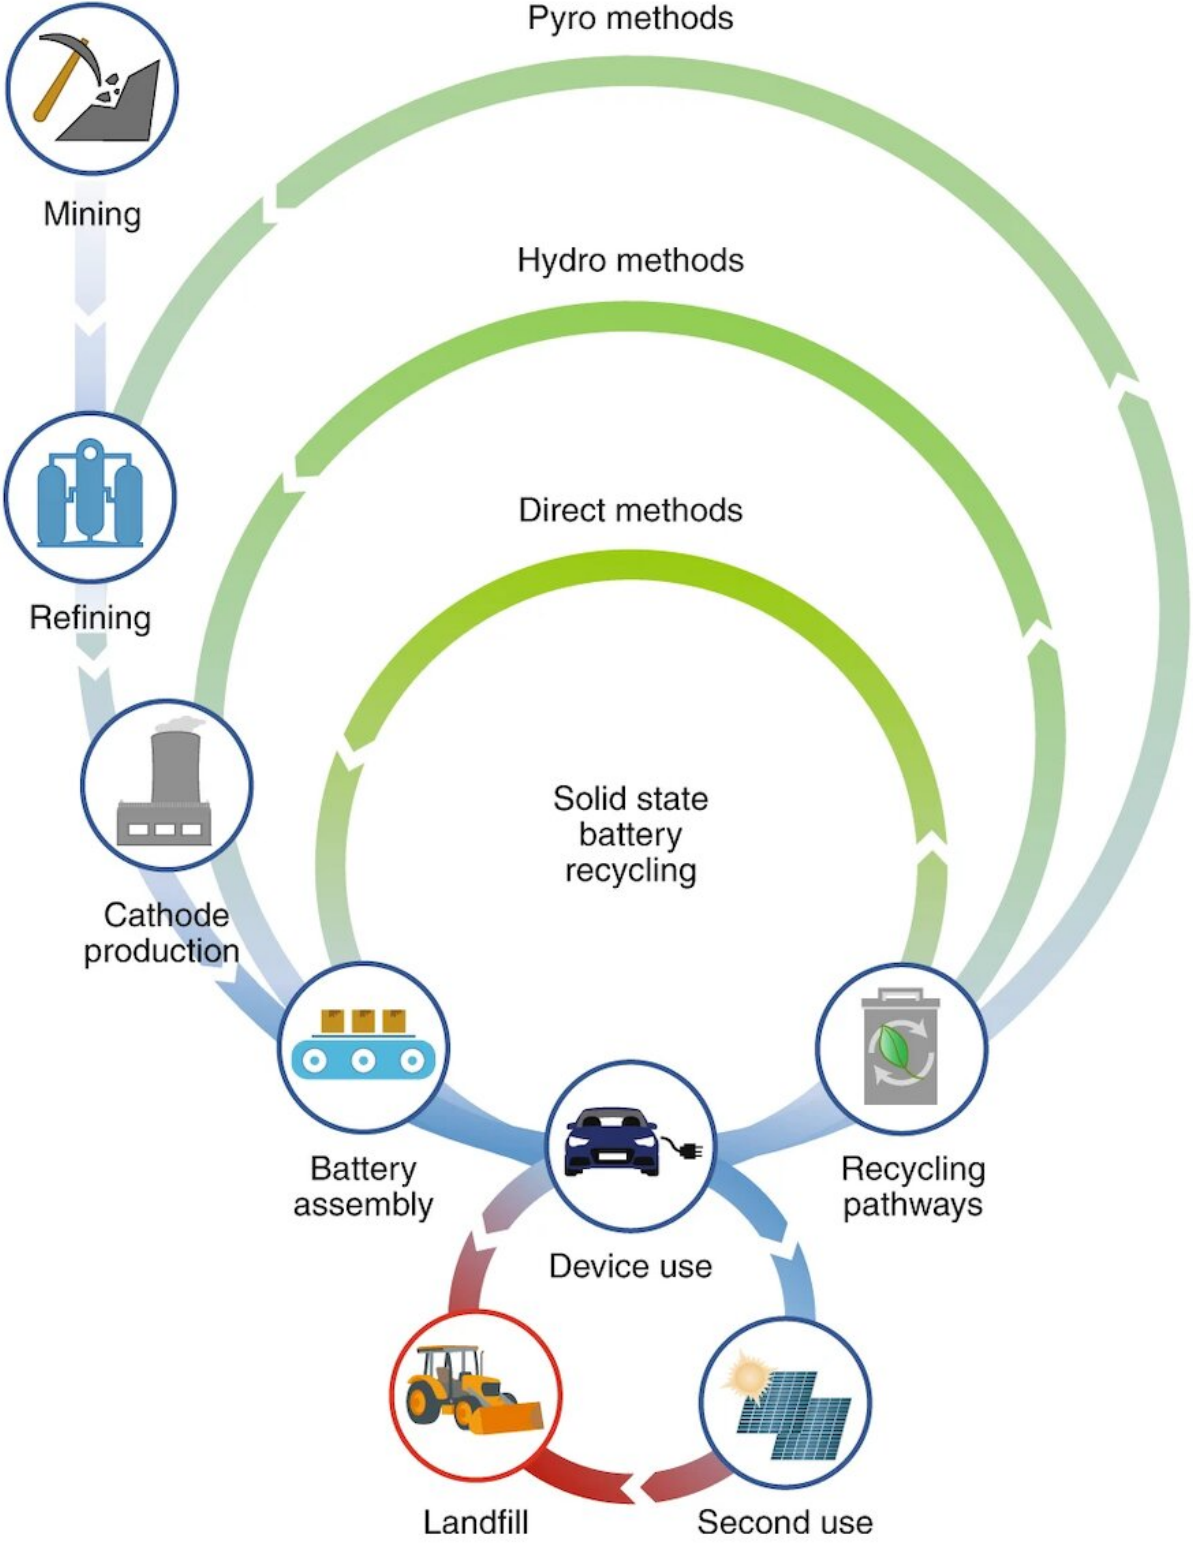 Pyro methods
Mining
Hydro methods
Direct methods
Refining
Solid state
battery
recycling
Cathode
production
Battery
assembly
Recycling
pathways
Device use
Landfill
Second use